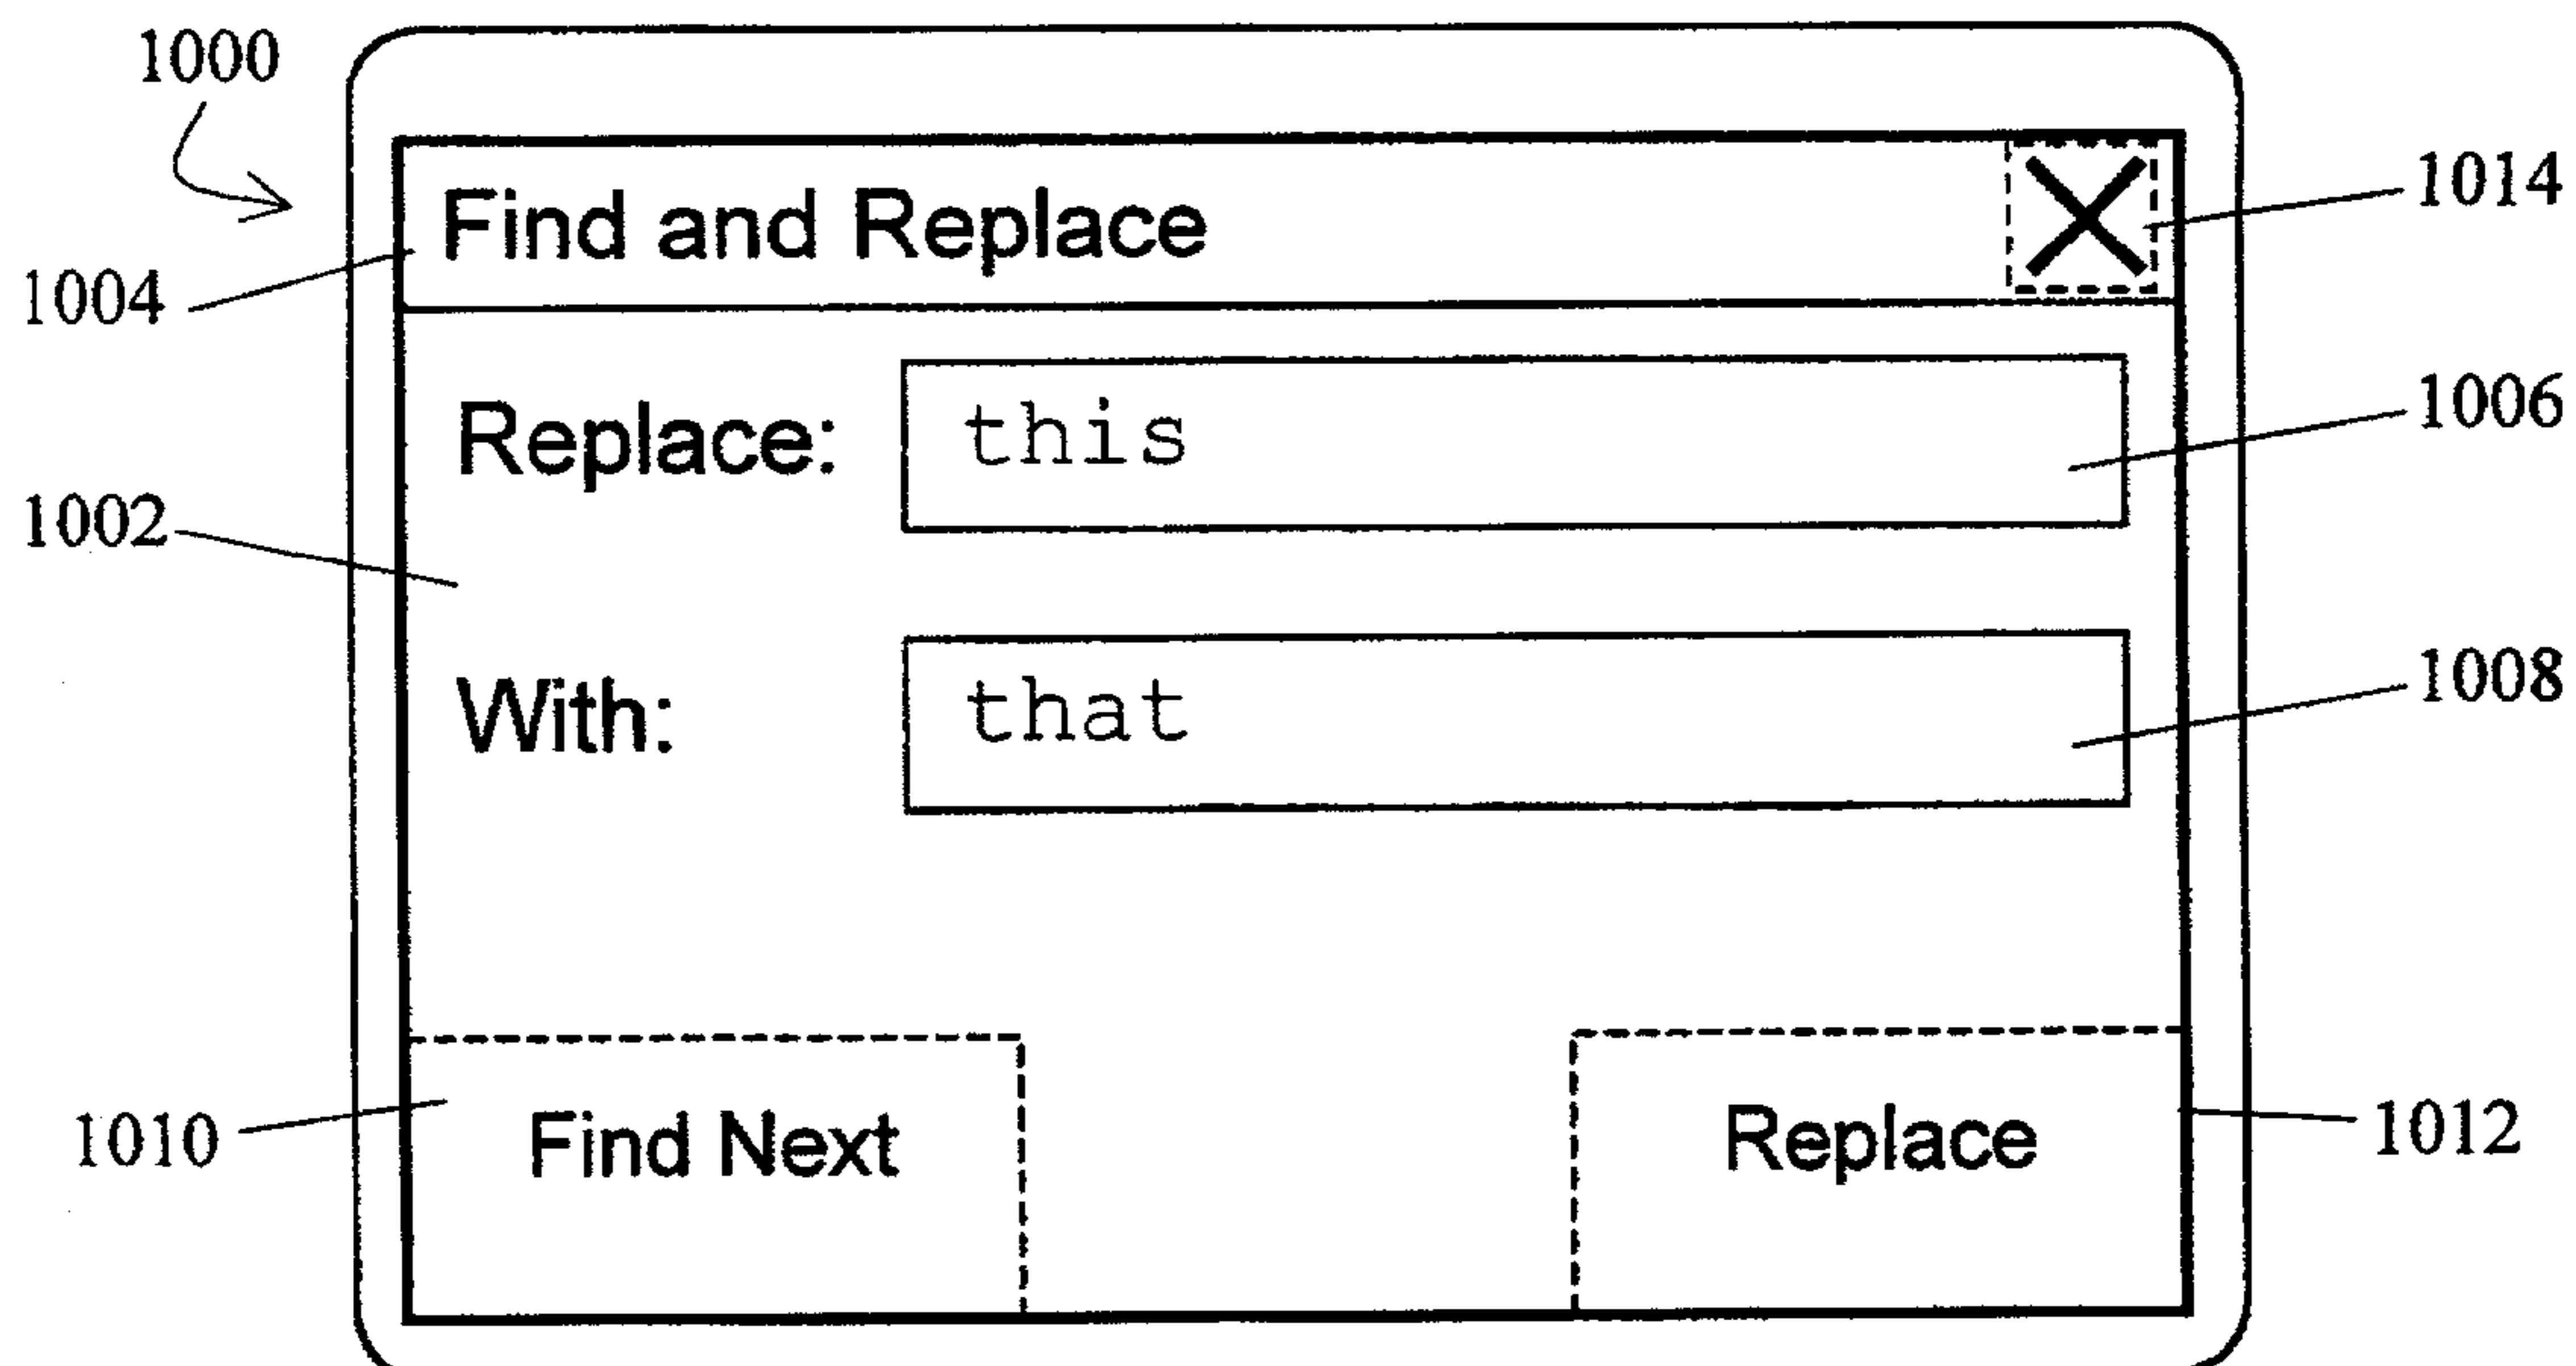 1000
Find and Replace
1014
1004
Replace: this
1006
1002
With: that
1008
1010
Find Next
Replace
1012